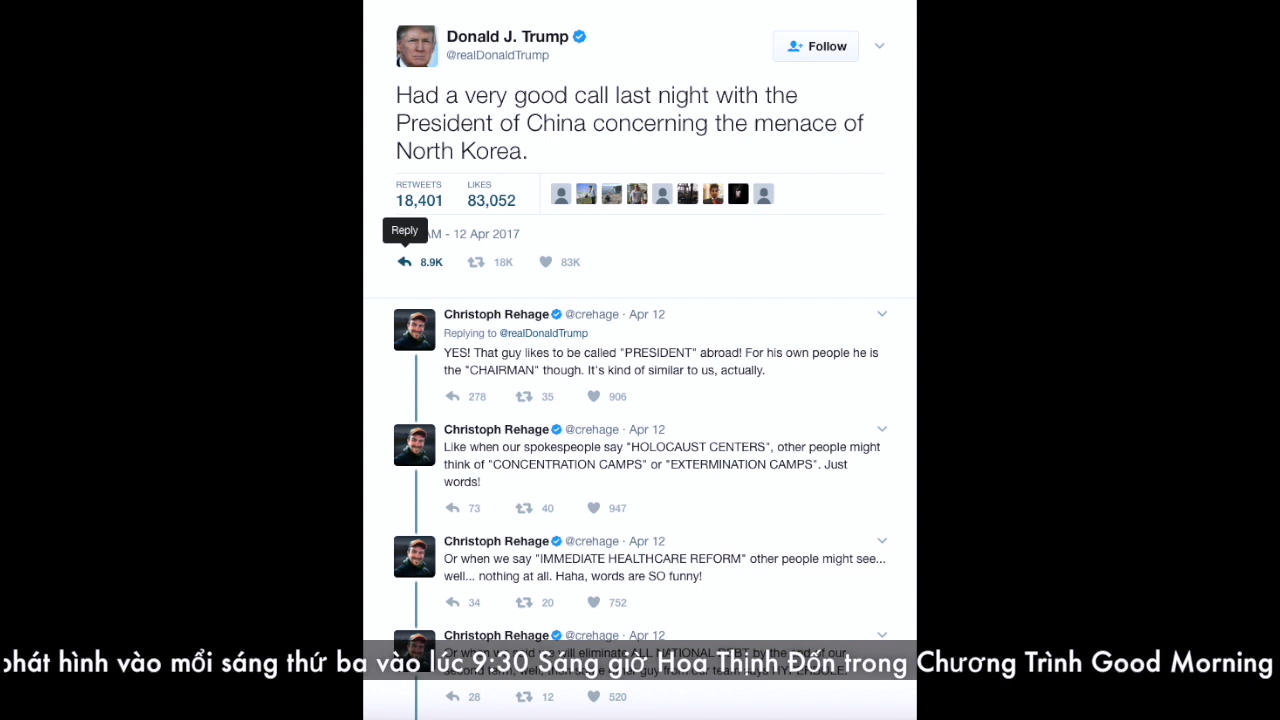 Donald J. Trump
@realDonaldTrump
Follow
Had a very good call last night with the
President of China concerning the menace of
North Korea.
RETWEETS
18,401
LIKES
83,052
Reply
AM - 12 Apr 2017
8.9K 18K 83K
Christoph Rehage @crehage · Apr 12
Replying to @realDonaldTrump
YES! That guy likes to be called "PRESIDENT" abroad! For his own people he is
the "CHAIRMAN" though. It's kind of similar to us, actually.
278 35 906
Christoph Rehage @crehage · Apr 12
Like when our spokespeople say "HOLOCAUST CENTERS", other people might
think of "CONCENTRATION CAMPS" or "EXTERMINATION CAMPS". Just
words!
73 40 947
Christoph Rehage @crehage · Apr 12
Or when we say "IMMEDIATE HEALTHCARE REFORM" other people might see...
well... nothing at all. Haha, words are SO funny!
34 20 752
Christoph Rehage @crehage · Apr 12
phát hình vào mổi sáng thứ ba vào lúc 9:30 Sáng giờ Hoa Thịnh Đốn trong Chương Trình Good Morning
28 12 520